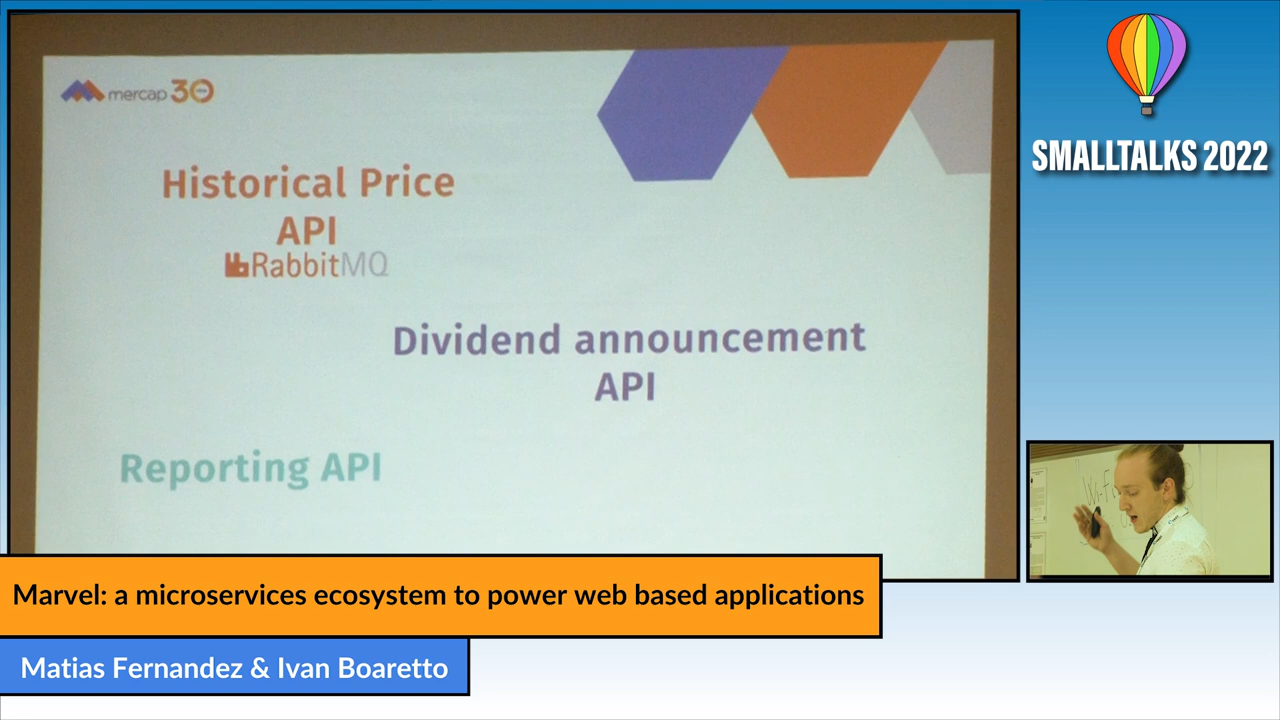 mercap 30
Historical Price
API
RabbitMQ
Dividend announcement
API
Reporting API
SMALLTALKS 2022
Marvel: a microservices ecosystem to power web based applications
Matias Fernandez & Ivan Boaretto